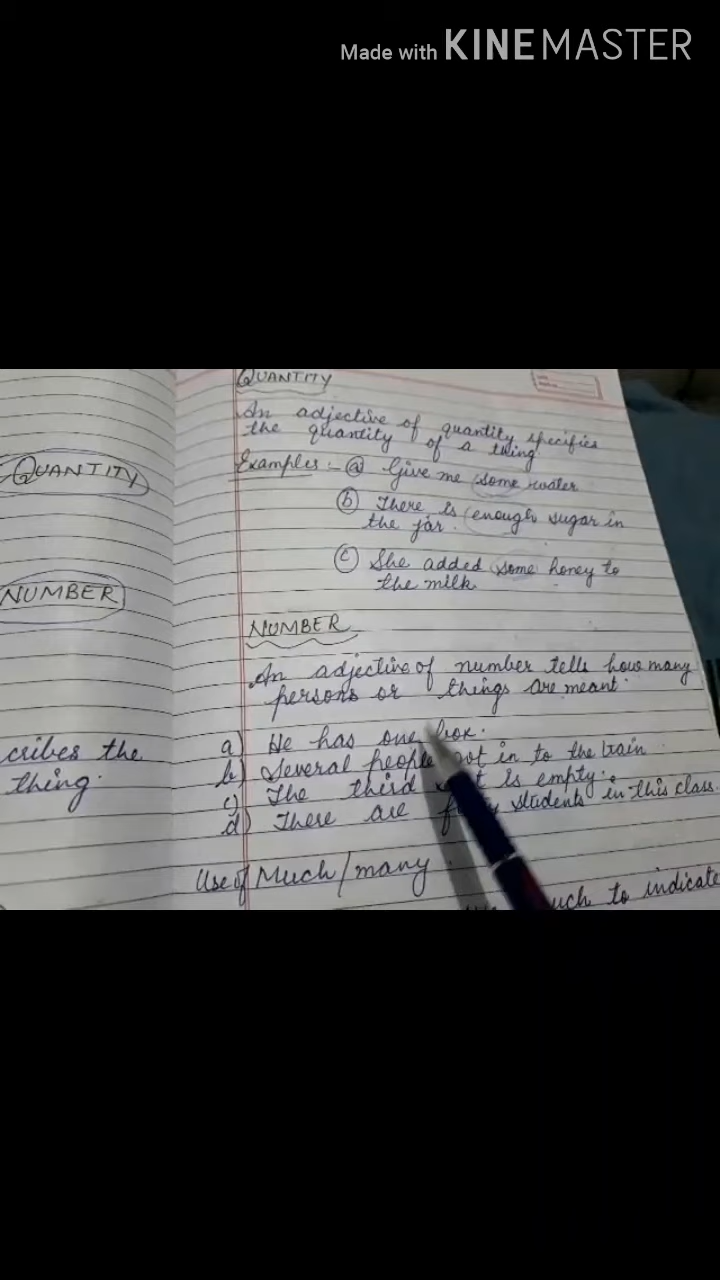 Made with KINEMASTER
QUANTITY
An adjective of quantity specifies
the quantity of a thing
Examples :- (a) Give me some water
(b) There is enough sugar in
the jar.
(c) She added some honey to
the milk
NUMBER
An adjective of number tells how many
persons or things are meant.
a) He has one box.
b) Several people got in to the train
c) The third is empty.
d) There are students in this class.
Use of Much/many.
much to indicate
QUANTITY
NUMBER
cribes the
thing.